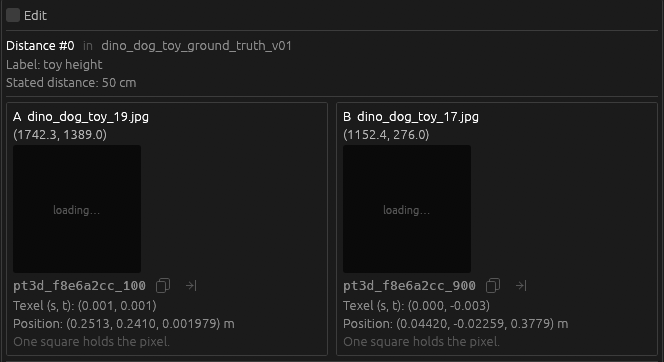 Edit
Distance #0 in dino_dog_toy_ground_truth_v01
Label: toy height
Stated distance: 50 cm
A dino_dog_toy_19.jpg
(1742.3, 1389.0)
loading...
pt3d_f8e6a2cc_100
Texel (s, t): (0.001, 0.001)
Position: (0.2513, 0.2410, 0.001979) m
One square holds the pixel.
B dino_dog_toy_17.jpg
(1152.4, 276.0)
loading...
pt3d_f8e6a2cc_900
Texel (s, t): (0.000, -0.003)
Position: (0.04420, -0.02259, 0.3779) m
One square holds the pixel.